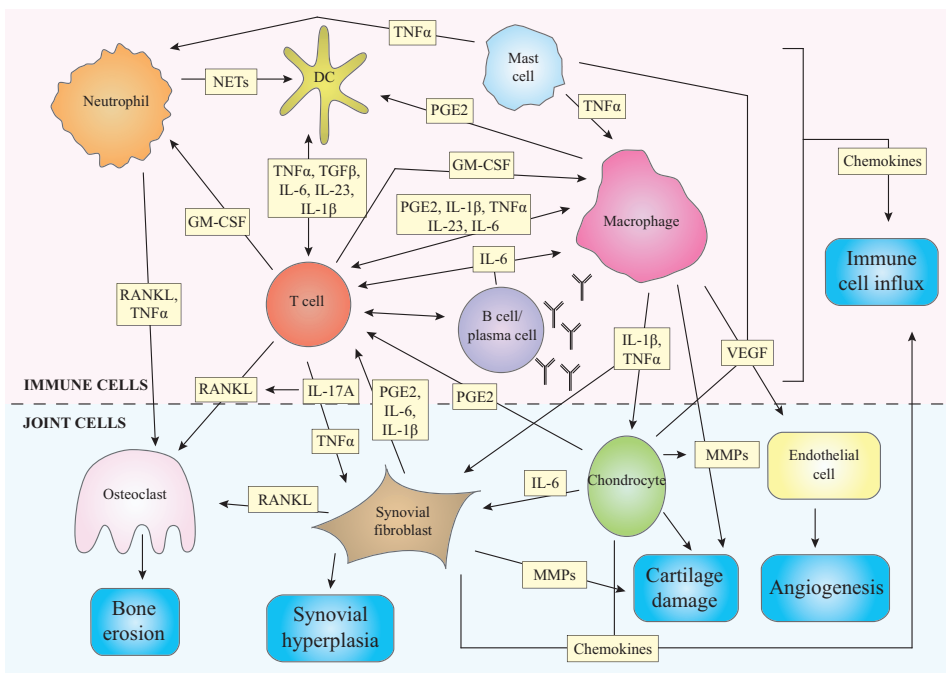 TNFα
Mast
cell
DC
Neutrophil
NETs
PGE2
TNFα
Chemokines
GM-CSF
TNFα, TGFβ,
IL-6, IL-23,
IL-1β
PGE2, IL-1β, TNFα
IL-23, IL-6
GM-CSF
Macrophage
IL-6
Immune
cell influx
T cell
RANKL,
TNFα
B cell/
plasma cell
IL-1β,
TNFα
VEGF
IMMUNE CELLS
RANKL
IL-17A
PGE2,
IL-6,
IL-1β
PGE2
JOINT CELLS
TNFα
MMPs
Endothelial
cell
Osteoclast
RANKL
Synovial
fibroblast
IL-6
Chondrocyte
MMPs
Bone
erosion
Synovial
hyperplasia
Cartilage
damage
Angiogenesis
Chemokines